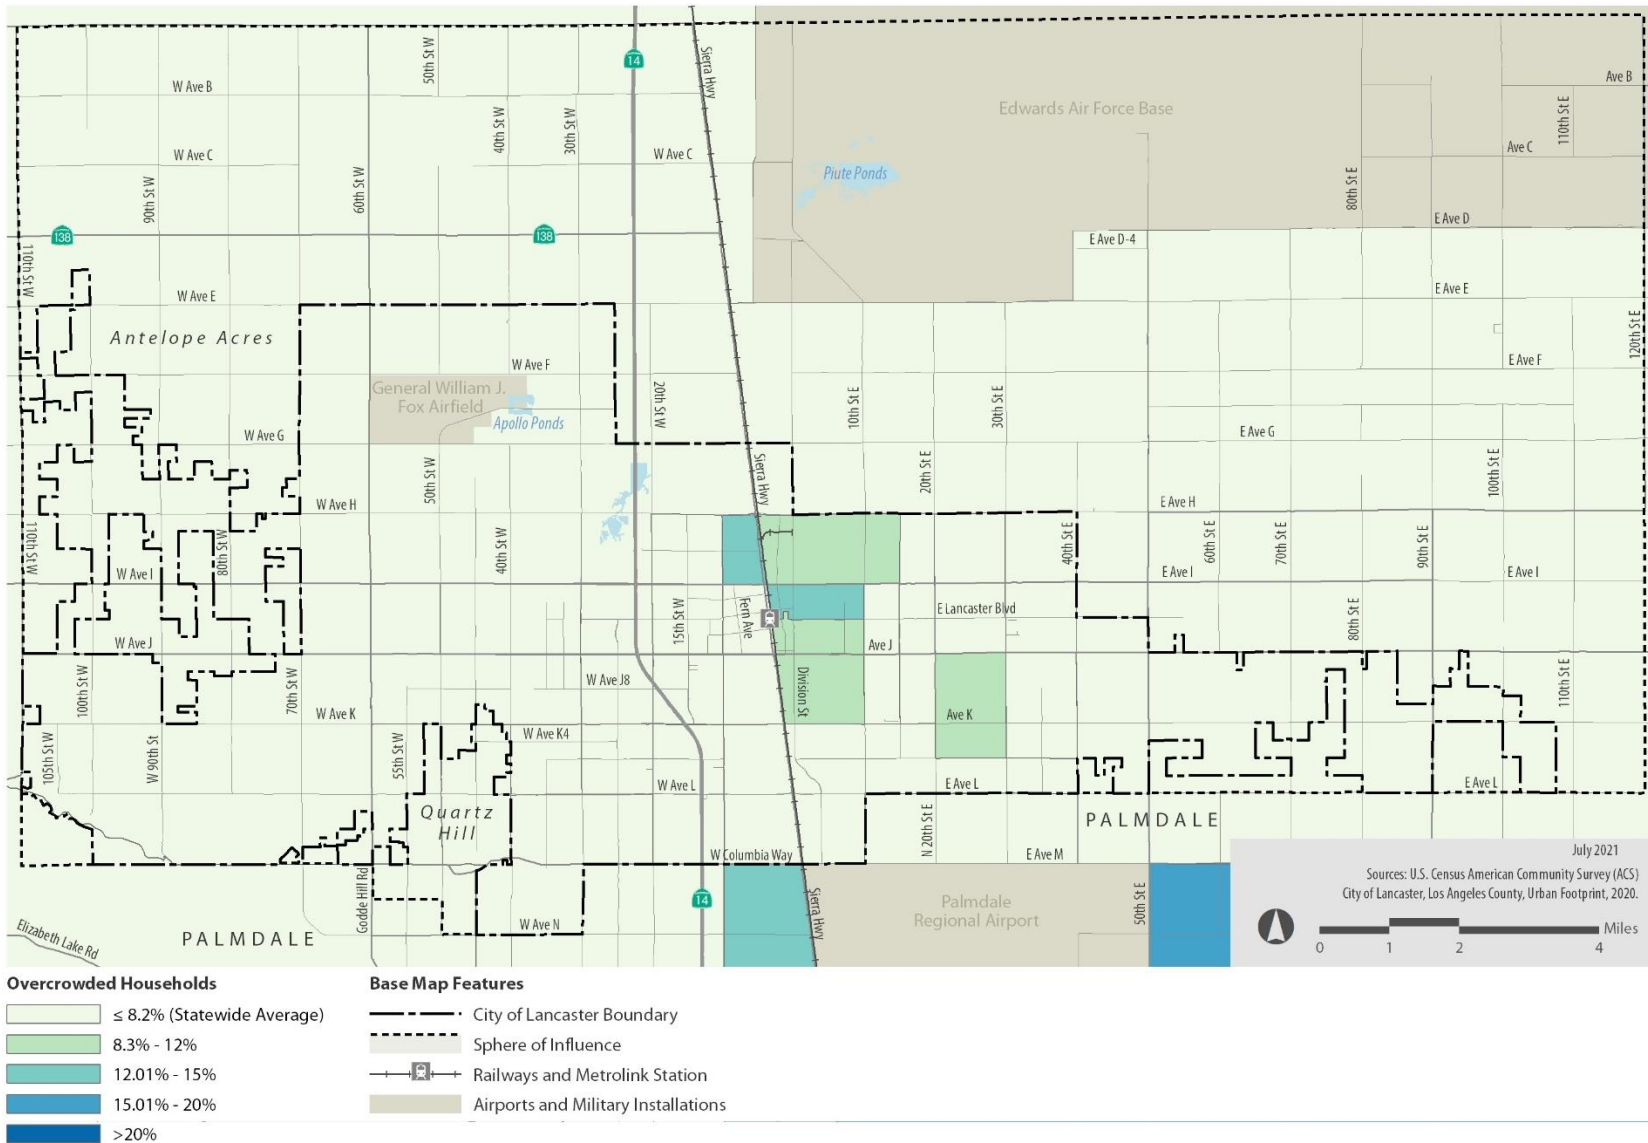 50th St W
14
Sierra Hwy
Ave B
W Ave B
Edwards Air Force Base
110th St E
40th St W
30th St W
W Ave C
W Ave C
Ave C
Piute Ponds
90th St W
60th St W
80th St E
E Ave D
138
138
E Ave D-4
110th St W
W Ave E
E Ave E
Antelope Acres
120th St E
W Ave F
E Ave F
General William J.
Fox Airfield
Apollo Ponds
20th St W
10th St E
30th St E
W Ave G
E Ave G
50th St W
Sierra Hwy
20th St E
100th St E
W Ave H
E Ave H
110th St W
80th St W
40th St W
40th St E
60th St E
70th St E
90th St E
W Ave I
E Ave I
E Ave I
15th St W
Fern Ave
E Lancaster Blvd
80th St E
W Ave J
Ave J
100th St W
70th St W
W Ave J8
Division St
110th St E
W Ave K
Ave K
W Ave K4
105th St W
W 90th St
55th St W
W Ave L
E Ave L
E Ave L
Quartz
Hill
N 20th St E
PALMDALE
W Columbia Way
E Ave M
July 2021
Sources: U.S. Census American Community Survey (ACS)
City of Lancaster, Los Angeles County, Urban Footprint, 2020.
Godde Hill Rd
14
Sierra Hwy
Palmdale
Regional Airport
50th St E
Miles
0 1 2 4
W Ave N
PALMDALE
Elizabeth Lake Rd
Overcrowded Households
≤ 8.2% (Statewide Average)
8.3% - 12%
12.01% - 15%
15.01% - 20%
>20%
Base Map Features
City of Lancaster Boundary
Sphere of Influence
Railways and Metrolink Station
Airports and Military Installations